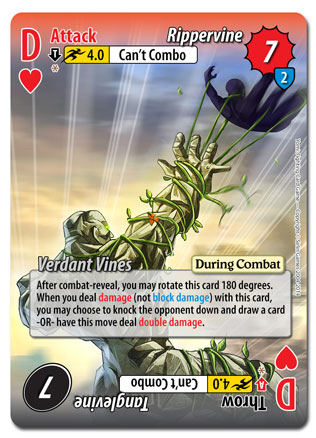 D Attack Rippervine
4.0 Can't Combo 7
2
Verdant Vines During Combat
After combat-reveal, you may rotate this card 180 degrees.
When you deal damage (not block damage) with this card,
you may choose to knock the opponent down and draw a card
-OR- have this move deal double damage.
D Throw Tanglevine
4.0 Can't Combo 7